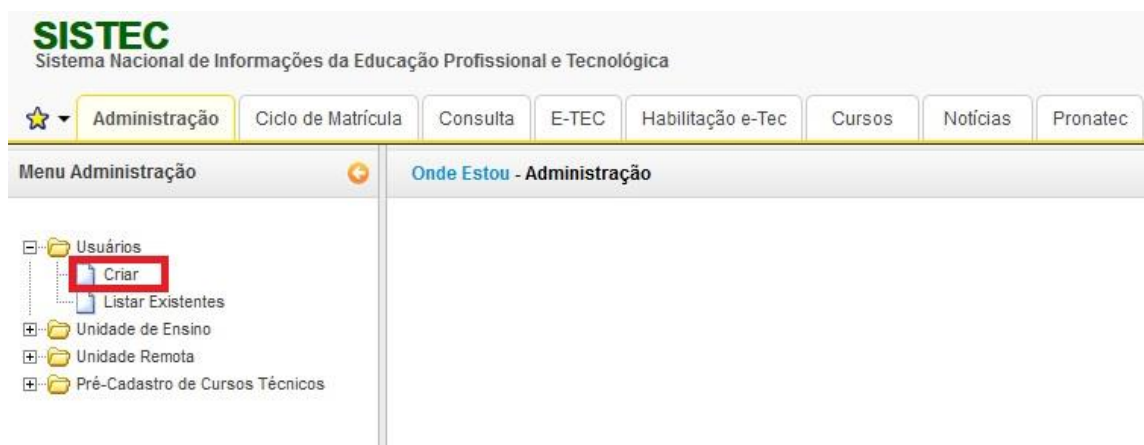 SISTEC
Sistema Nacional de Informações da Educação Profissional e Tecnológica
Administração Ciclo de Matrícula Consulta E-TEC Habilitação e-Tec Cursos Notícias Pronatec
Menu Administração
Onde Estou - Administração
Usuários
Criar
Listar Existentes
Unidade de Ensino
Unidade Remota
Pré-Cadastro de Cursos Técnicos